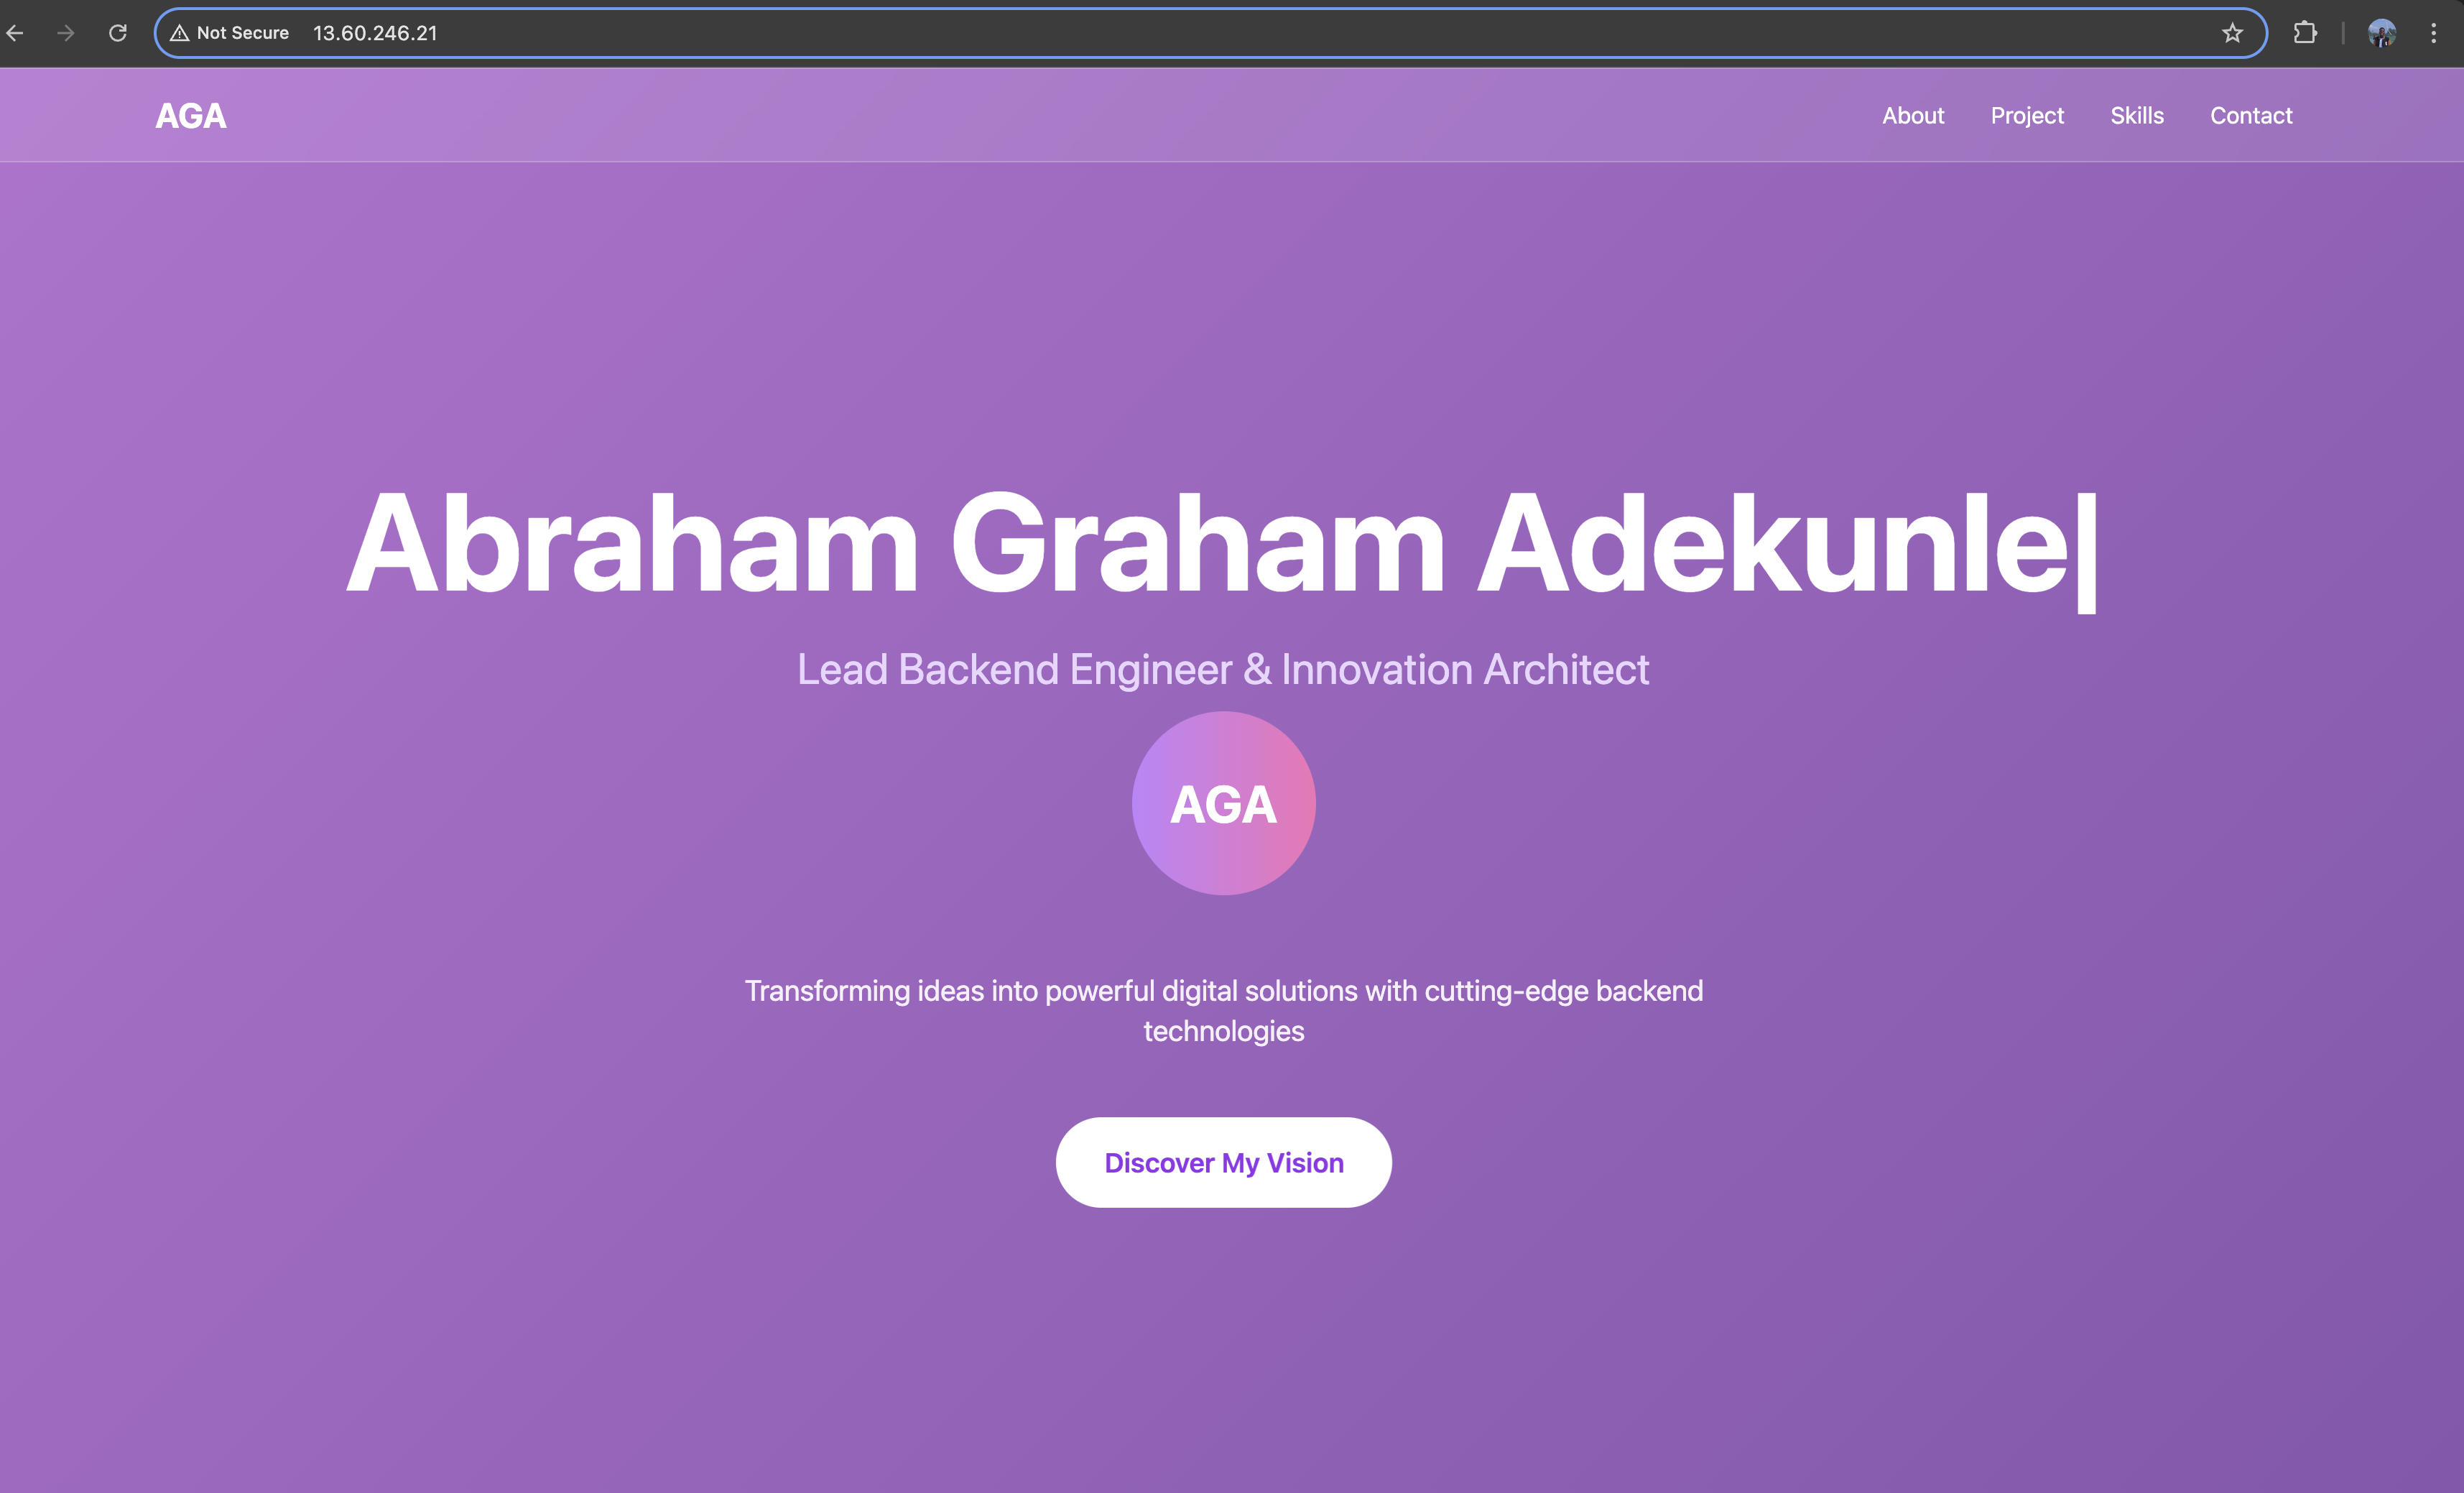 Not Secure 13.60.246.21
AGA
About Project Skills Contact
Abraham Graham Adekunle|
Lead Backend Engineer & Innovation Architect
AGA
Transforming ideas into powerful digital solutions with cutting-edge backend
technologies
Discover My Vision